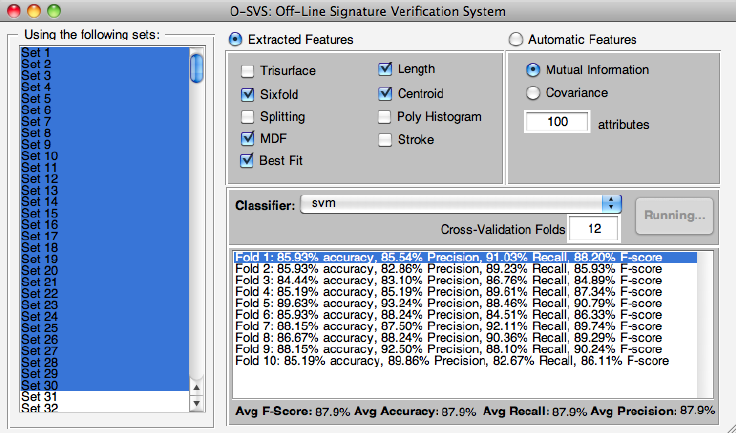 O-SVS: Off-Line Signature Verification System
Using the following sets:
Set 1
Set 2
Set 3
Set 4
Set 5
Set 6
Set 7
Set 8
Set 9
Set 10
Set 11
Set 12
Set 13
Set 14
Set 15
Set 16
Set 17
Set 18
Set 19
Set 20
Set 21
Set 22
Set 23
Set 24
Set 25
Set 26
Set 27
Set 28
Set 29
Set 30
Set 31
Set 32
Extracted Features
Trisurface
Sixfold
Splitting
MDF
Best Fit
Length
Centroid
Poly Histogram
Stroke
Automatic Features
Mutual Information
Covariance
100 attributes
Classifier: svm
Cross-Validation Folds 12
Running...
Fold 1: 85.93% accuracy, 85.54% Precision, 91.03% Recall, 88.20% F-score
Fold 2: 85.93% accuracy, 82.86% Precision, 89.23% Recall, 85.93% F-score
Fold 3: 84.44% accuracy, 83.10% Precision, 86.76% Recall, 84.89% F-score
Fold 4: 85.19% accuracy, 85.19% Precision, 89.61% Recall, 87.34% F-score
Fold 5: 89.63% accuracy, 93.24% Precision, 88.46% Recall, 90.79% F-score
Fold 6: 85.93% accuracy, 88.24% Precision, 84.51% Recall, 86.33% F-score
Fold 7: 88.15% accuracy, 87.50% Precision, 92.11% Recall, 89.74% F-score
Fold 8: 86.67% accuracy, 88.24% Precision, 90.36% Recall, 89.29% F-score
Fold 9: 88.15% accuracy, 92.50% Precision, 88.10% Recall, 90.24% F-score
Fold 10: 85.19% accuracy, 89.86% Precision, 82.67% Recall, 86.11% F-score
Avg F-Score: 87.9% Avg Accuracy: 87.9% Avg Recall: 87.9% Avg Precision: 87.9%